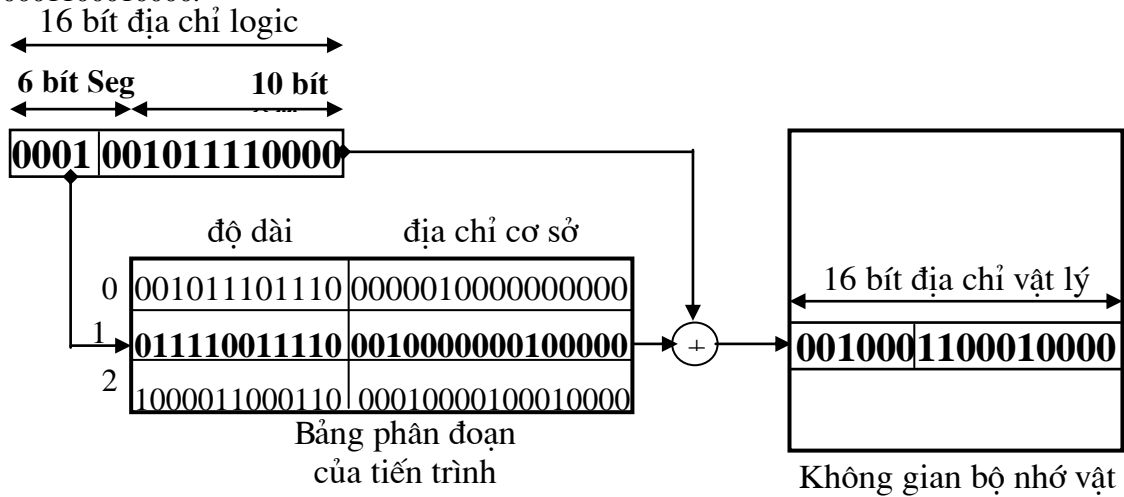 16 bít địa chỉ logic
6 bít Seg 10 bít
0001 001011110000
độ dài địa chỉ cơ sở
0 001011101110 0000010000000000
16 bít địa chỉ vật lý
1 011110011110 0010000000100000 + 001000 1100010000
2 1000011000110 00010000100010000
Bảng phân đoạn
của tiến trình
Không gian bộ nhớ vật